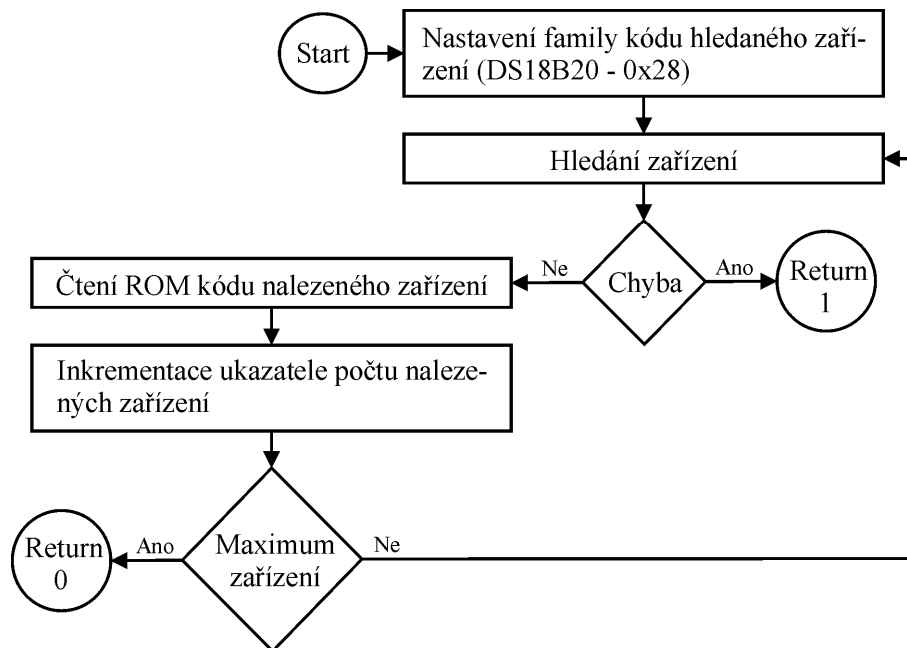 Start
Nastavení family kódu hledaného zaří-
zení (DS18B20 - 0x28)
Hledání zařízení
Chyba
Ano
Return
1
Ne
Čtení ROM kódu nalezeného zařízení
Inkrementace ukazatele počtu naleze-
ných zařízení
Maximum
zařízení
Ano
Return
0
Ne